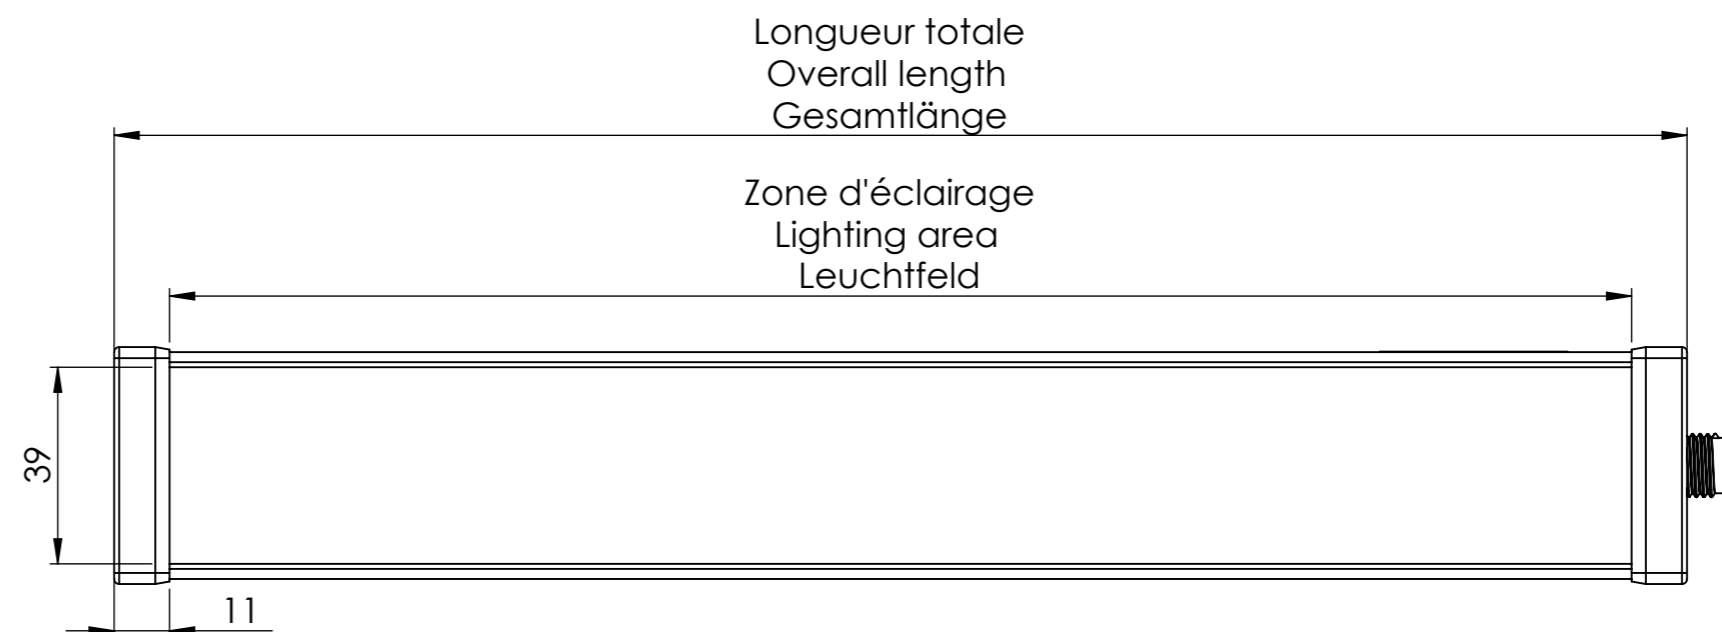 Longueur totale
Overall length
Gesamtlänge
Zone d'éclairage
Lighting area
Leuchtfeld
39
11